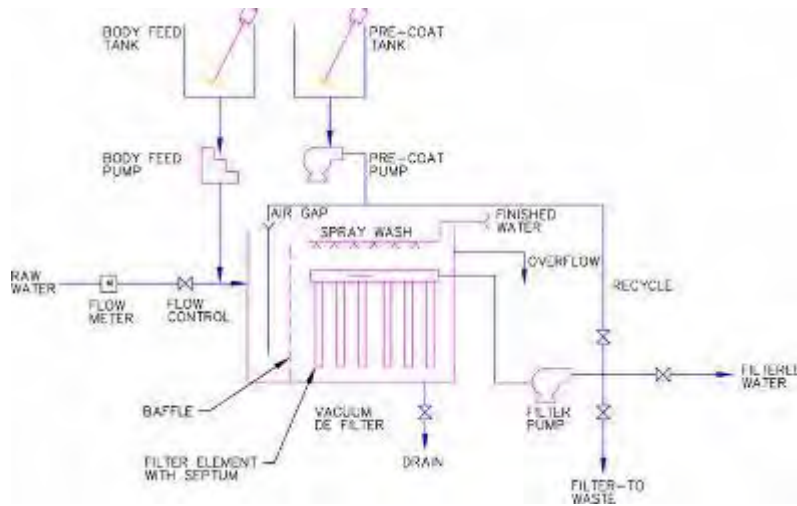 BODY FEED
TANK
PRE-COAT
TANK
BODY FEED
PUMP
PRE-COAT
PUMP
AIR GAP
SPRAY WASH
FINISHED
WATER
OVERFLOW
RECYCLE
RAW
WATER
FLOW
METER
FLOW
CONTROL
FILTERE
WATER
BAFFLE
VACUUM
DE FILTER
FILTER
PUMP
DRAIN
FILTER ELEMENT
WITH SEPTUM
FILTER-TO
WASTE